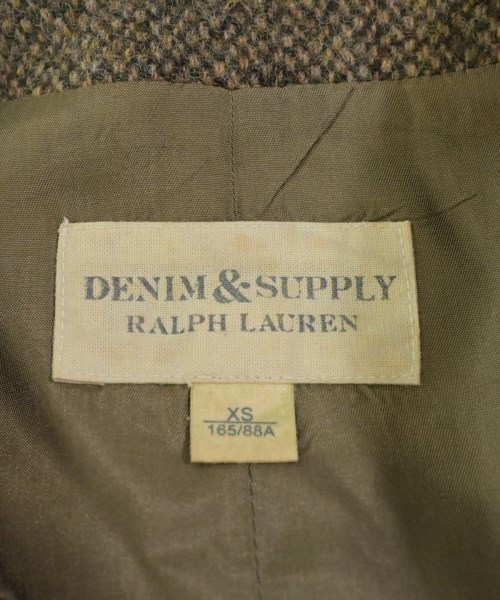 DENIM & SUPPLY
RALPH LAUREN
XS
165/88A